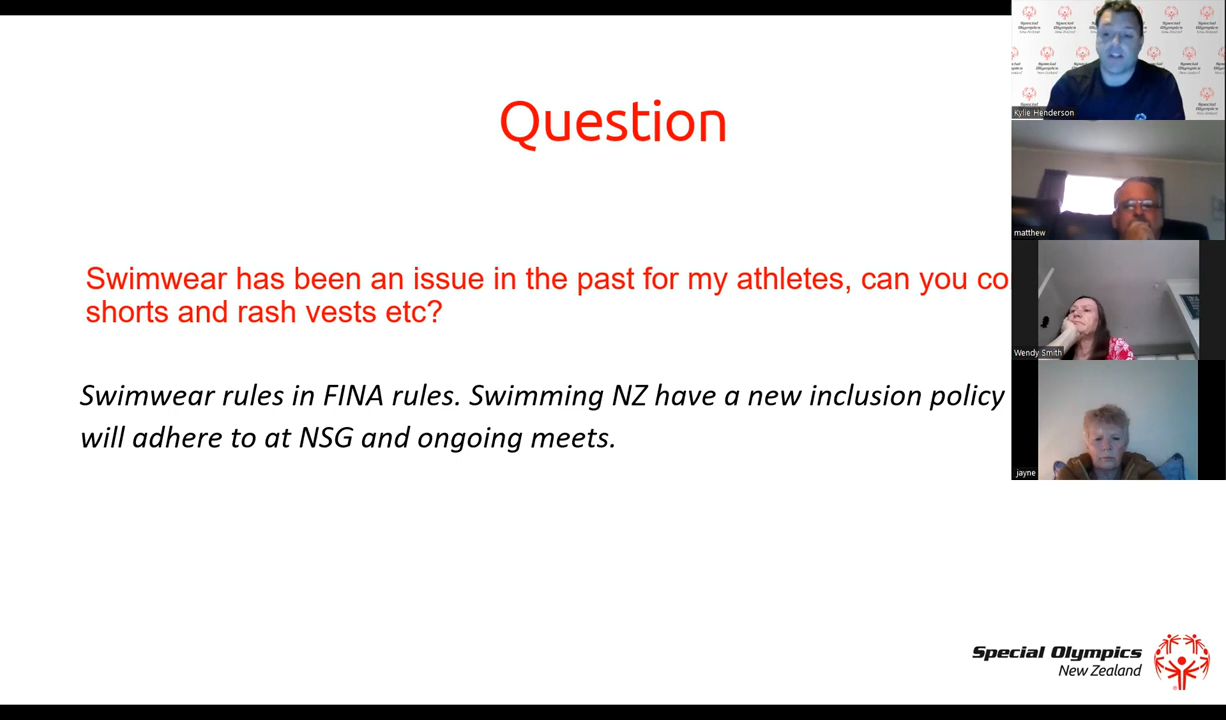 Question
Swimwear has been an issue in the past for my athletes, can you co
shorts and rash vests etc?
Swimwear rules in FINA rules. Swimming NZ have a new inclusion policy
will adhere to at NSG and ongoing meets.
Special Olympics
New Zealand
Kylie Henderson
matthew
Wendy Smith
jayne